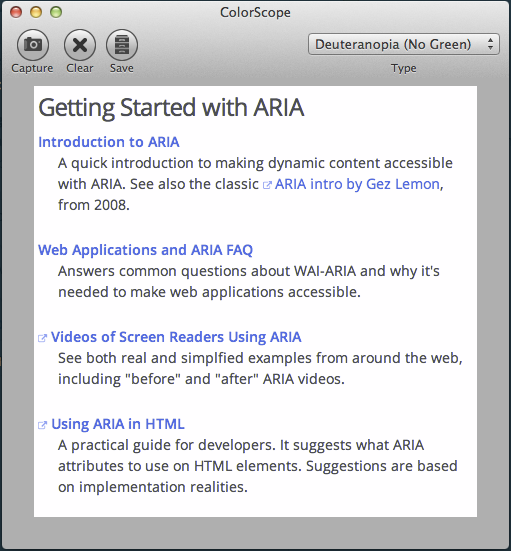 ColorScope
Deuteranopia (No Green)
Capture Clear Save Type
Getting Started with ARIA
Introduction to ARIA
A quick introduction to making dynamic content accessible
with ARIA. See also the classic ARIA intro by Gez Lemon,
from 2008.
Web Applications and ARIA FAQ
Answers common questions about WAI-ARIA and why it's
needed to make web applications accessible.
Videos of Screen Readers Using ARIA
See both real and simplfied examples from around the web,
including "before" and "after" ARIA videos.
Using ARIA in HTML
A practical guide for developers. It suggests what ARIA
attributes to use on HTML elements. Suggestions are based
on implementation realities.